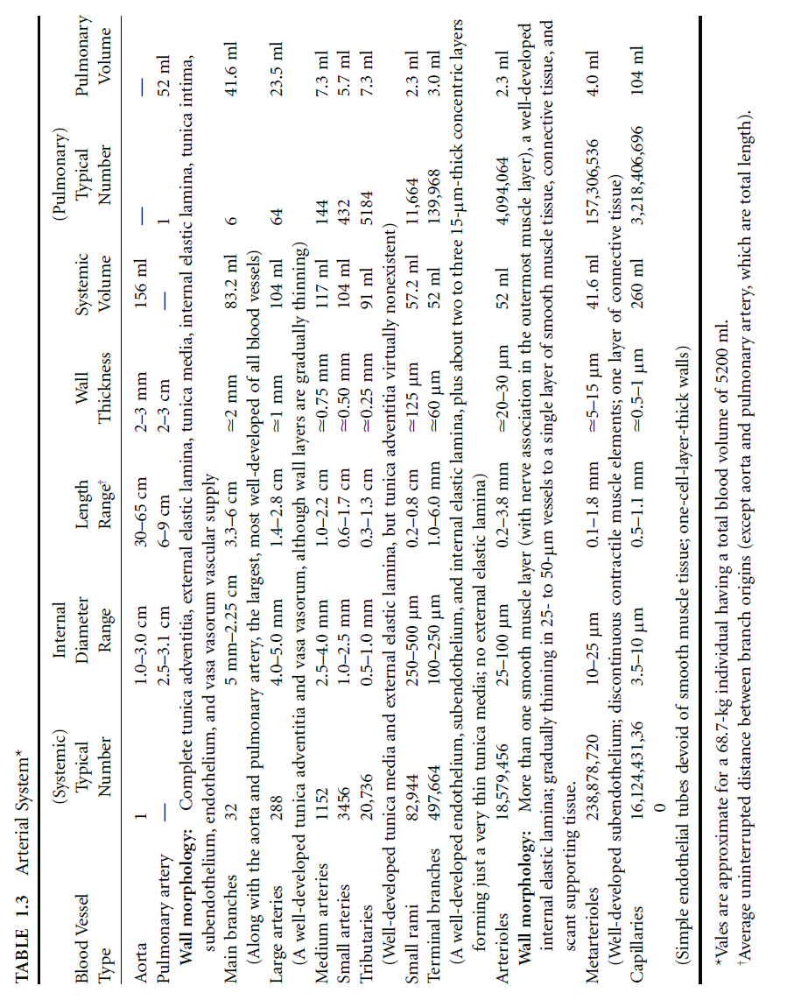 TABLE 1.3 Arterial System*
(Systemic) Internal (Pulmonary)
Blood Vessel Typical Diameter Length Wall Systemic Typical Pulmonary
Type Number Range Range† Thickness Volume Number Volume
Aorta 1 1.0–3.0 cm 30–65 cm 2–3 mm 156 ml — —
Pulmonary artery — 2.5–3.1 cm 6–9 cm 2–3 cm — 1 52 ml
Wall morphology: Complete tunica adventitia, external elastic lamina, tunica media, internal elastic lamina, tunica intima,
subendothelium, endothelium, and vasa vasorum vascular supply
Main branches 32 5 mm–2.25 cm 3.3–6 cm ≃2 mm 83.2 ml 6 41.6 ml
(Along with the aorta and pulmonary artery, the largest, most well-developed of all blood vessels)
Large arteries 288 4.0–5.0 mm 1.4–2.8 cm ≃1 mm 104 ml 64 23.5 ml
(A well-developed tunica adventitia and vasa vasorum, although wall layers are gradually thinning)
Medium arteries 1152 2.5–4.0 mm 1.0–2.2 cm ≃0.75 mm 117 ml 144 7.3 ml
Small arteries 3456 1.0–2.5 mm 0.6–1.7 cm ≃0.50 mm 104 ml 432 5.7 ml
Tributaries 20,736 0.5–1.0 mm 0.3–1.3 cm ≃0.25 mm 91 ml 5184 7.3 ml
(Well-developed tunica media and external elastic lamina, but tunica adventitia virtually nonexistent)
Small rami 82,944 250–500 μm 0.2–0.8 cm ≃125 μm 57.2 ml 11,664 2.3 ml
Terminal branches 497,664 100–250 μm 1.0–6.0 mm ≃60 μm 52 ml 139,968 3.0 ml
(A well-developed endothelium, subendothelium, and internal elastic lamina, plus about two to three 15-μm-thick concentric layers
forming just a very thin tunica media; no external elastic lamina)
Arterioles 18,579,456 25–100 μm 0.2–3.8 mm ≃20–30 μm 52 ml 4,094,064 2.3 ml
Wall morphology: More than one smooth muscle layer (with nerve association in the outermost muscle layer), a well-developed
internal elastic lamina; gradually thinning in 25- to 50-μm vessels to a single layer of smooth muscle tissue, connective tissue, and
scant supporting tissue.
Metarterioles 238,878,720 10–25 μm 0.1–1.8 mm ≃5–15 μm 41.6 ml 157,306,536 4.0 ml
(Well-developed subendothelium; discontinuous contractile muscle elements; one layer of connective tissue)
Capillaries 16,124,431,36 3.5–10 μm 0.5–1.1 mm ≃0.5–1 μm 260 ml 3,218,406,696 104 ml
0
(Simple endothelial tubes devoid of smooth muscle tissue; one-cell-layer-thick walls)
*Vales are approximate for a 68.7-kg individual having a total blood volume of 5200 ml.
†Average uninterrupted distance between branch origins (except aorta and pulmonary artery, which are total length).